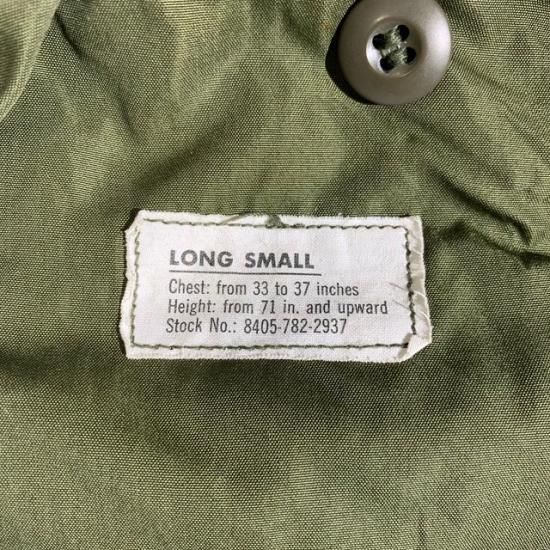 LONG SMALL
Chest: from 33 to 37 inches
Height: from 71 in. and upward
Stock No.: 8405-782-2937